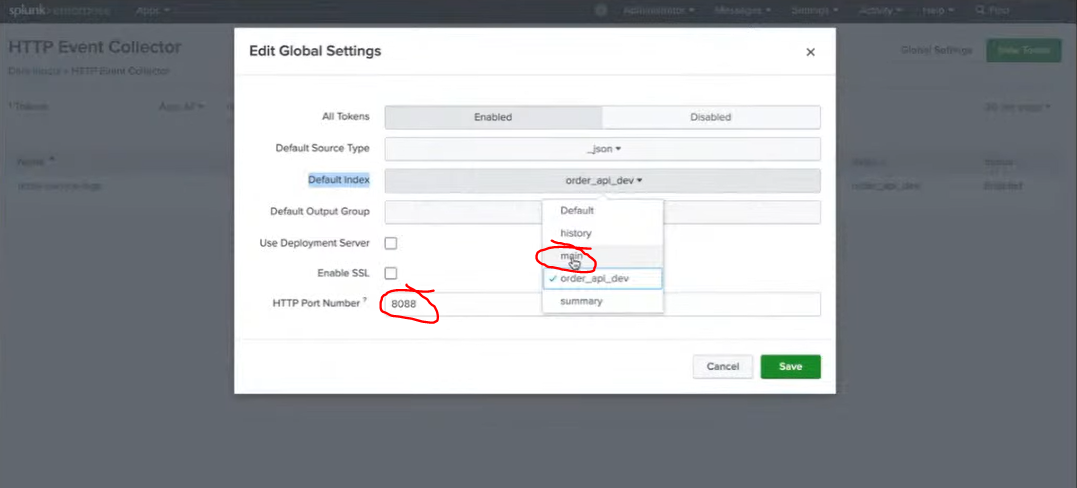 splunk>enterprise Apps Administrator Messages Settings Activity Help Find
HTTP Event Collector
Edit Global Settings ×
Global Settings New Token
Data Inputs » HTTP Event Collector
1 Tokens App: All 20 per page
All Tokens Enabled Disabled
Default Source Type _json
Name Status
Default Index order_api_dev
order_api_dev Enabled
Default Output Group
Default
Use Deployment Server
history
main
Enable SSL
order_api_dev
HTTP Port Number ? 8088
summary
Cancel Save